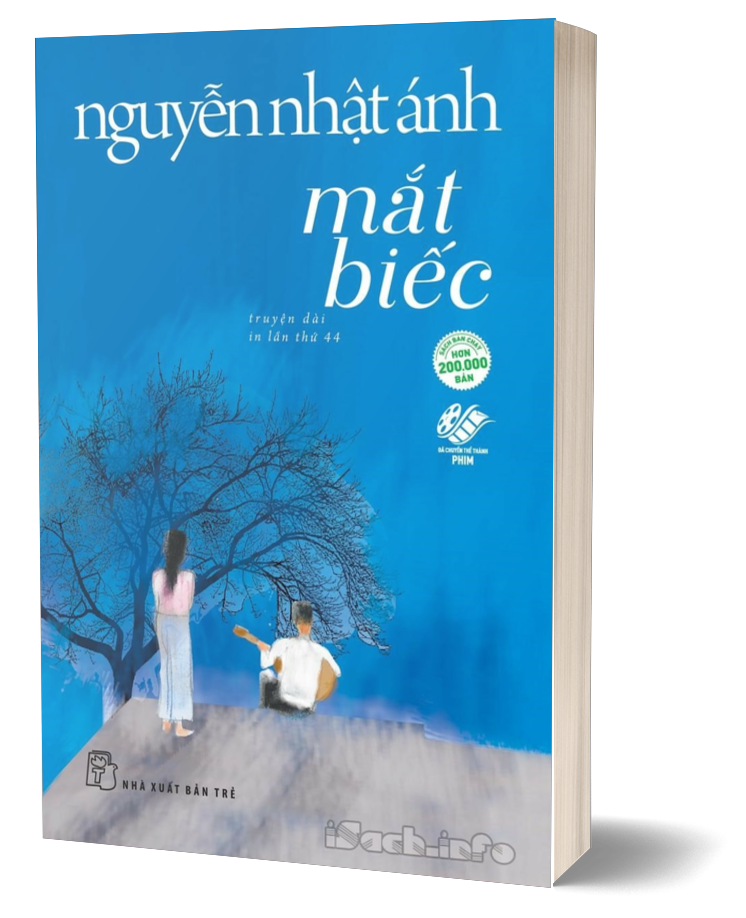 nguyễn nhật ánh
mắt
biếc
truyện dài
in lần thứ 44
SÁCH BÁN CHẠY
HƠN
200.000
BẢN
ĐÃ CHUYỂN THỂ THÀNH
PHIM
NHÀ XUẤT BẢN TRẺ
iSach.info